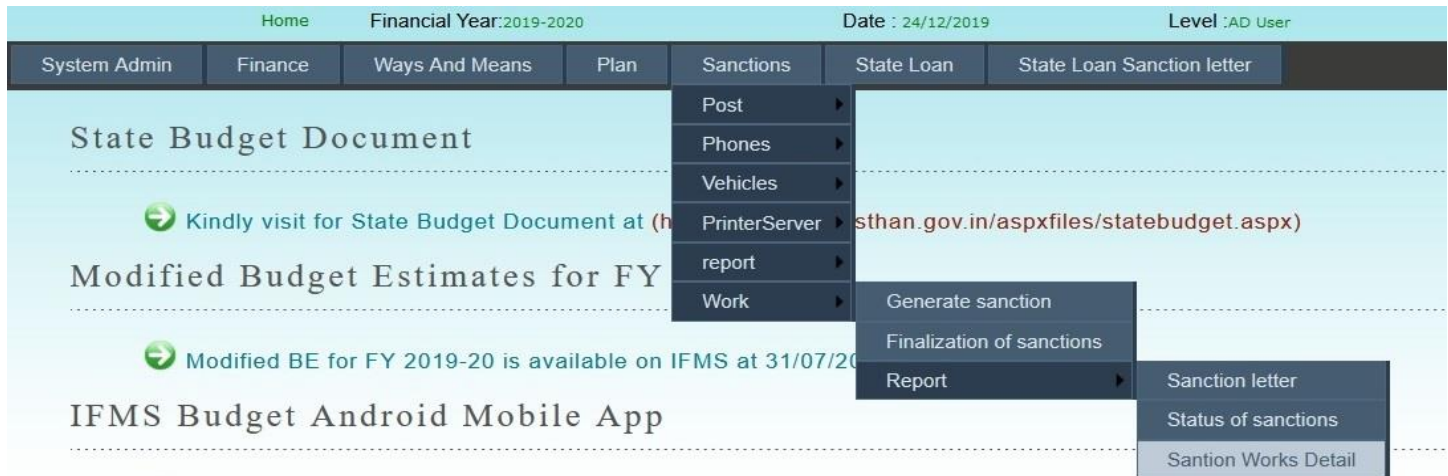 Home Financial Year:2019-2020 Date : 24/12/2019 Level :AD User
System Admin Finance Ways And Means Plan Sanctions State Loan State Loan Sanction letter
Post
State Budget Document
Phones
Vehicles
Kindly visit for State Budget Document at (h
PrinterServer
sthan.gov.in/aspxfiles/statebudget.aspx)
report
Modified Budget Estimates for FY
Work
Generate sanction
Finalization of sanctions
Modified BE for FY 2019-20 is available on IFMS at 31/07/20
Report
Sanction letter
IFMS Budget Android Mobile App
Status of sanctions
Santion Works Detail